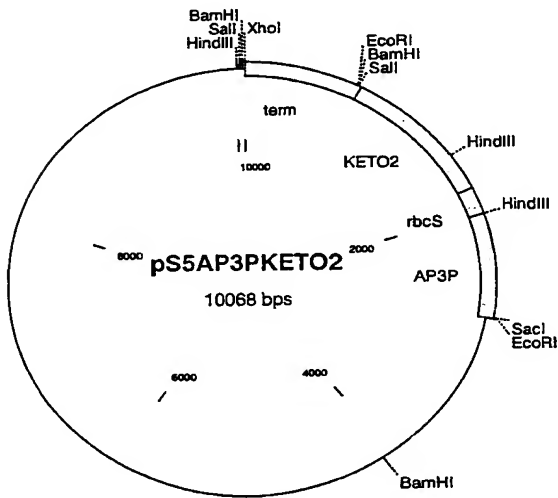 BamHI
SalI
XhoI
HindIII
EcoRI
BamHI
SalI
term
10000
HindIII
KETO2
HindIII
rbcS
8000
2000
pS5AP3PKETO2
AP3P
10068 bps
SacI
EcoRI
6000
4000
BamHI